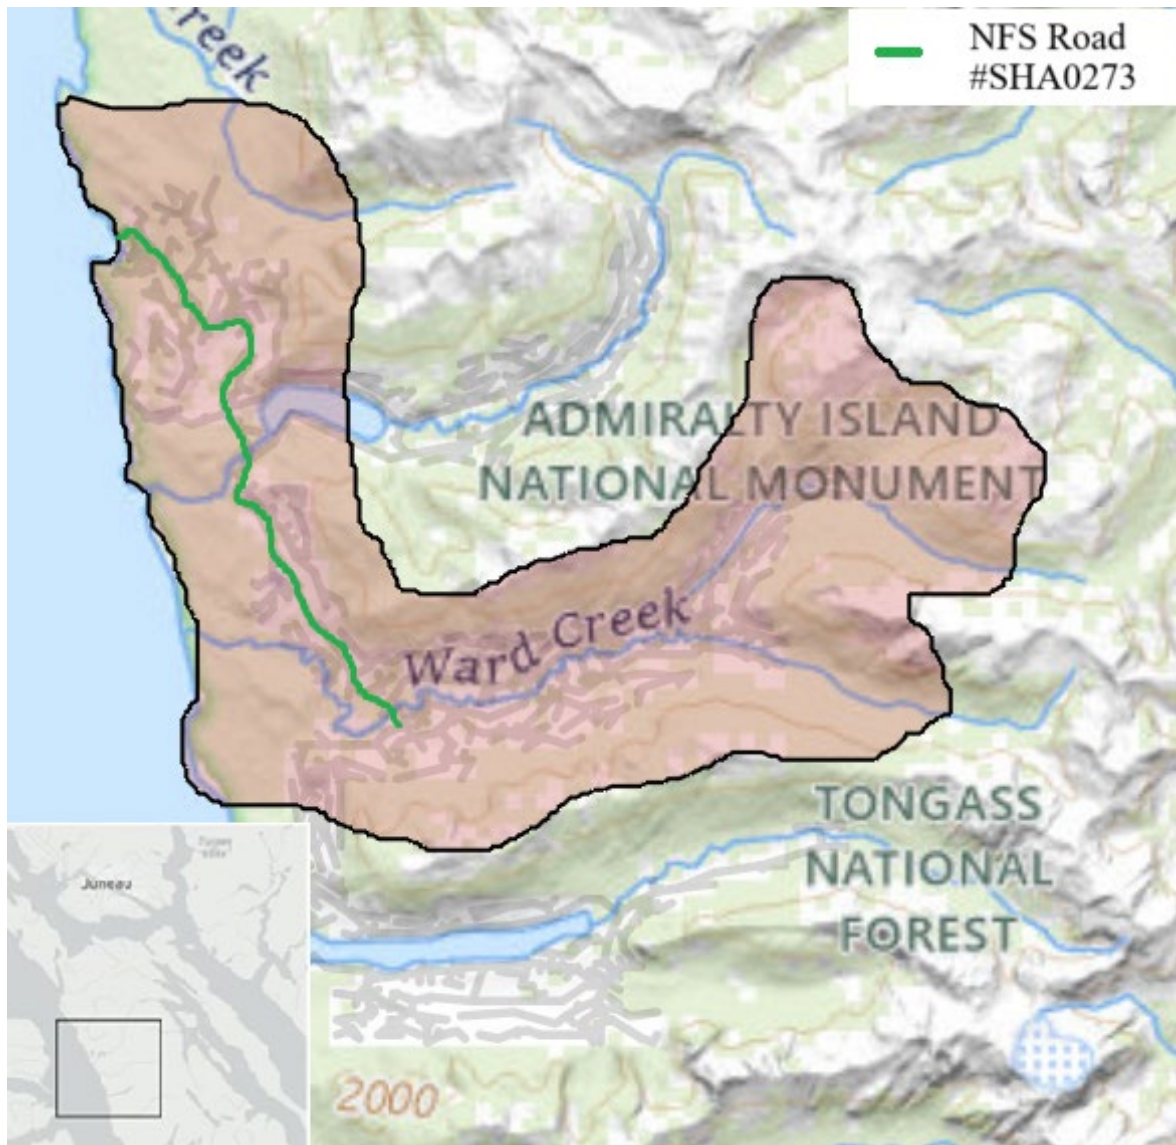 reek
NFS Road
#SHA0273
ADMIRALTY ISLAND
NATIONAL MONUMENT
Ward Creek
TONGASS
NATIONAL
FOREST
Juneau
2000